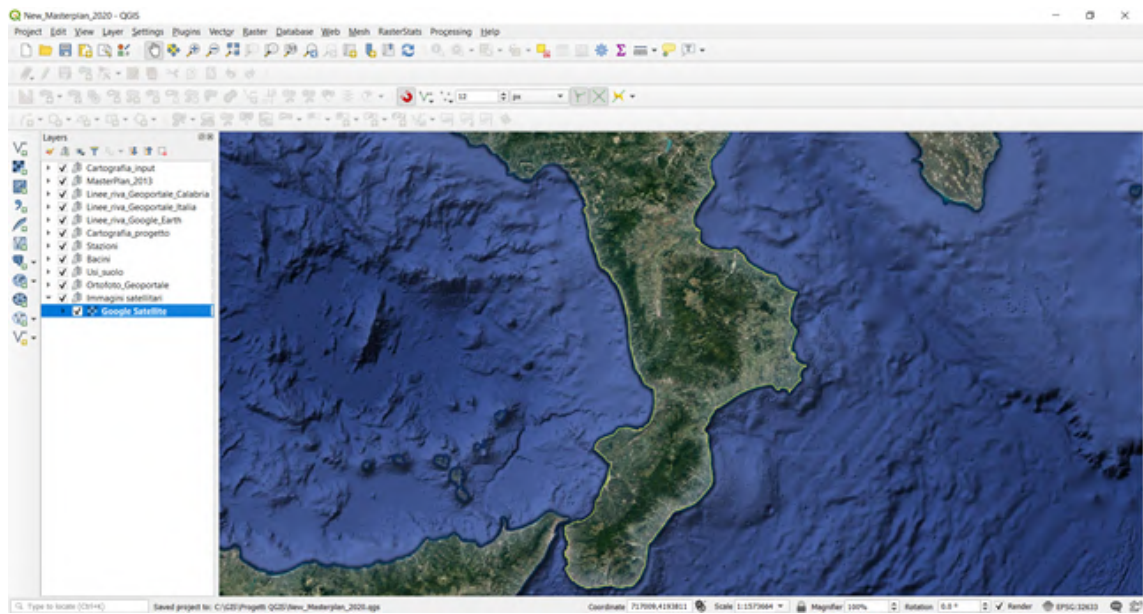 New_Masterplan_2020 - QGIS
Project Edit View Layer Settings Plugins Vector Raster Database Web Mesh RasterStats Processing Help
12 px
Layers
Cartografia_input
MasterPlan_2013
Linee_riva_Geoportale_Calabria
Linee_riva_Geoportale_Italia
Linee_riva_Google_Earth
Cartografia_progetto
Stazioni
Bacini
Usi_suolo
Ortofoto_Geoportale
Immagini satellitari
Google Satellite
Type to locate (Ctrl+K) Saved project to: C:/GIS/Progetti QGIS/New_Masterplan_2020.qgs Coordinate 717009,4193811 Scale 1:1573664 Magnifier 100% Rotation 0.0 ° Render EPSG:32633